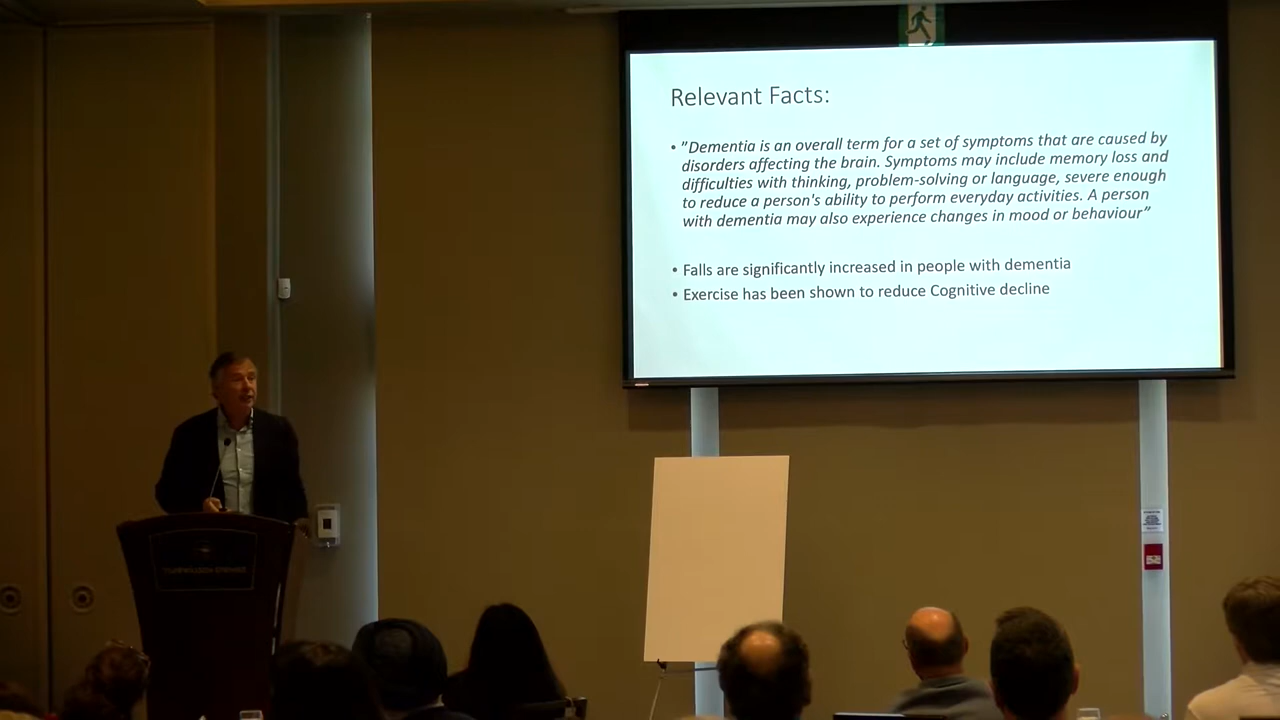 Relevant Facts:
• "Dementia is an overall term for a set of symptoms that are caused by
disorders affecting the brain. Symptoms may include memory loss and
difficulties with thinking, problem-solving or language, severe enough
to reduce a person's ability to perform everyday activities. A person
with dementia may also experience changes in mood or behaviour”
• Falls are significantly increased in people with dementia
• Exercise has been shown to reduce Cognitive decline